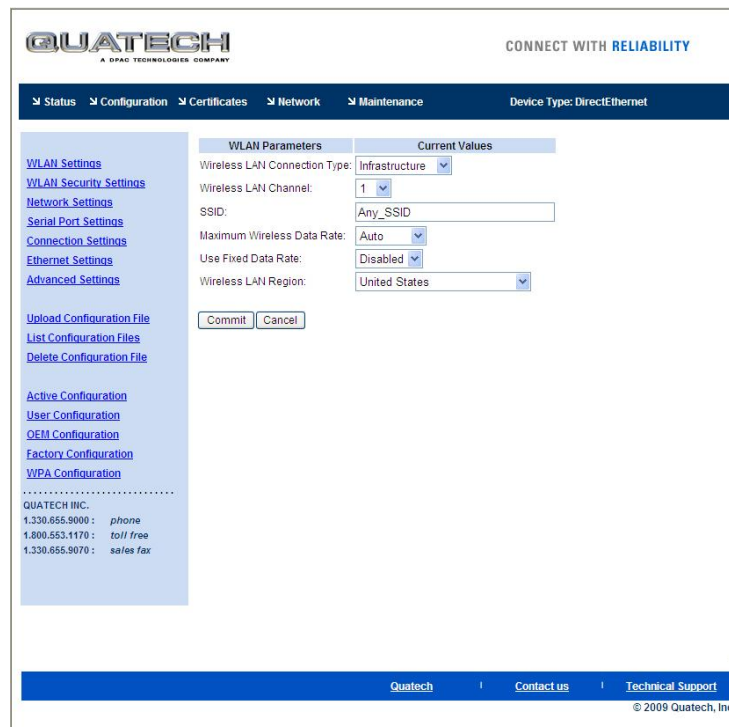 QUATECH
A DPAC TECHNOLOGIES COMPANY
CONNECT WITH RELIABILITY
Status Configuration Certificates Network Maintenance Device Type: DirectEthernet
WLAN Settings
WLAN Security Settings
Network Settings
Serial Port Settings
Connection Settings
Ethernet Settings
Advanced Settings
Upload Configuration File
List Configuration Files
Delete Configuration File
Active Configuration
User Configuration
OEM Configuration
Factory Configuration
WPA Configuration
QUATECH INC.
1.330.655.9000 : phone
1.800.553.1170 : toll free
1.330.655.9070 : sales fax
WLAN Parameters Current Values
Wireless LAN Connection Type: Infrastructure
Wireless LAN Channel: 1
SSID: Any_SSID
Maximum Wireless Data Rate: Auto
Use Fixed Data Rate: Disabled
Wireless LAN Region: United States
Commit Cancel
Quatech | Contact us | Technical Support
© 2009 Quatech,